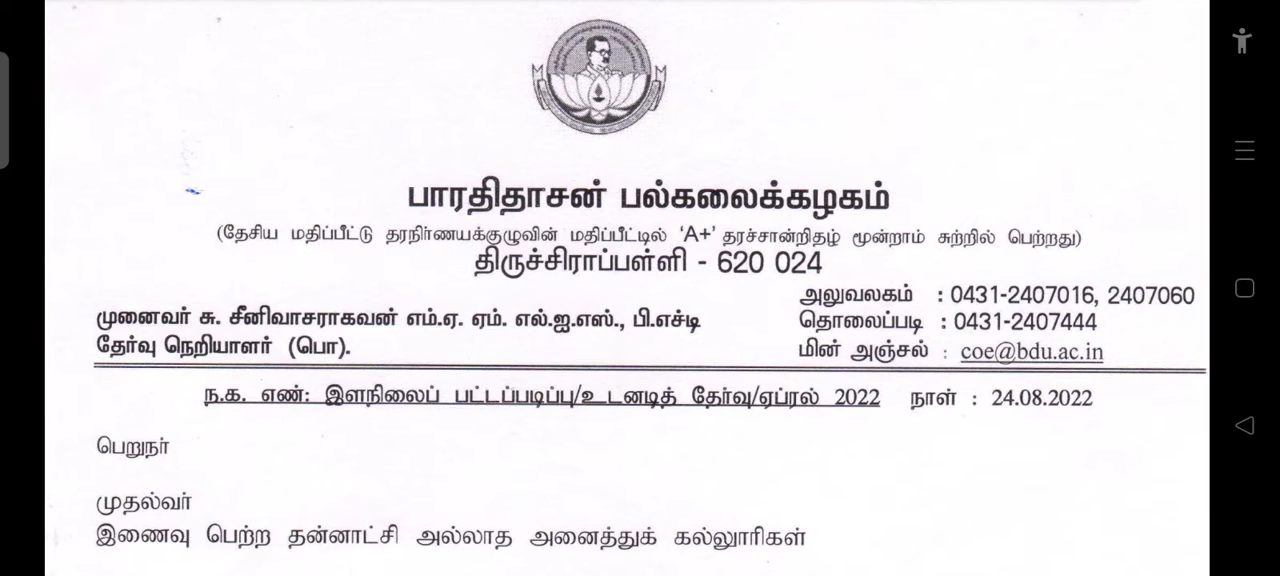 பாரதிதாசன் பல்கலைக்கழகம்
(தேசிய மதிப்பீட்டு தரநிர்ணயக்குழுவின் மதிப்பீட்டில் 'A+' தரச்சான்றிதழ் மூன்றாம் சுற்றில் பெற்றது)
திருச்சிராப்பள்ளி - 620 024
அலுவலகம் : 0431-2407016, 2407060
முனைவர் சு. சீனிவாசராகவன் எம்.ஏ. ஏம். எல்.ஐ.எஸ்., பி.எச்டி
தொலைப்படி : 0431-2407444
தேர்வு நெறியாளர் (பொ).
மின் அஞ்சல் : coe@bdu.ac.in
ந.க. எண்: இளநிலைப் பட்டப்படிப்பு/உடனடித் தேர்வு/ஏப்ரல் 2022 நாள் : 24.08.2022
பெறுநர்
முதல்வர்
இணைவு பெற்ற தன்னாட்சி அல்லாத அனைத்துக் கல்லூரிகள்